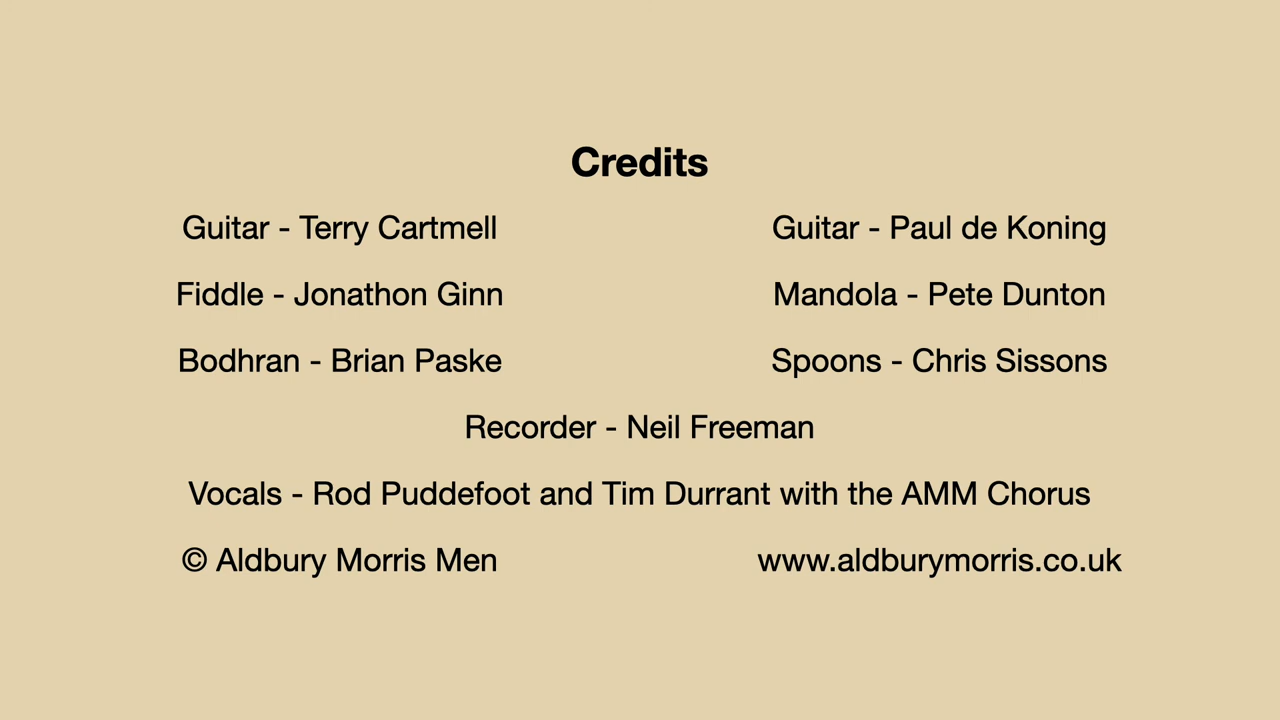 Credits
Guitar - Terry Cartmell
Guitar - Paul de Koning
Fiddle - Jonathon Ginn
Mandola - Pete Dunton
Bodhran - Brian Paske
Spoons - Chris Sissons
Recorder - Neil Freeman
Vocals - Rod Puddefoot and Tim Durrant with the AMM Chorus
© Aldbury Morris Men
www.aldburymorris.co.uk